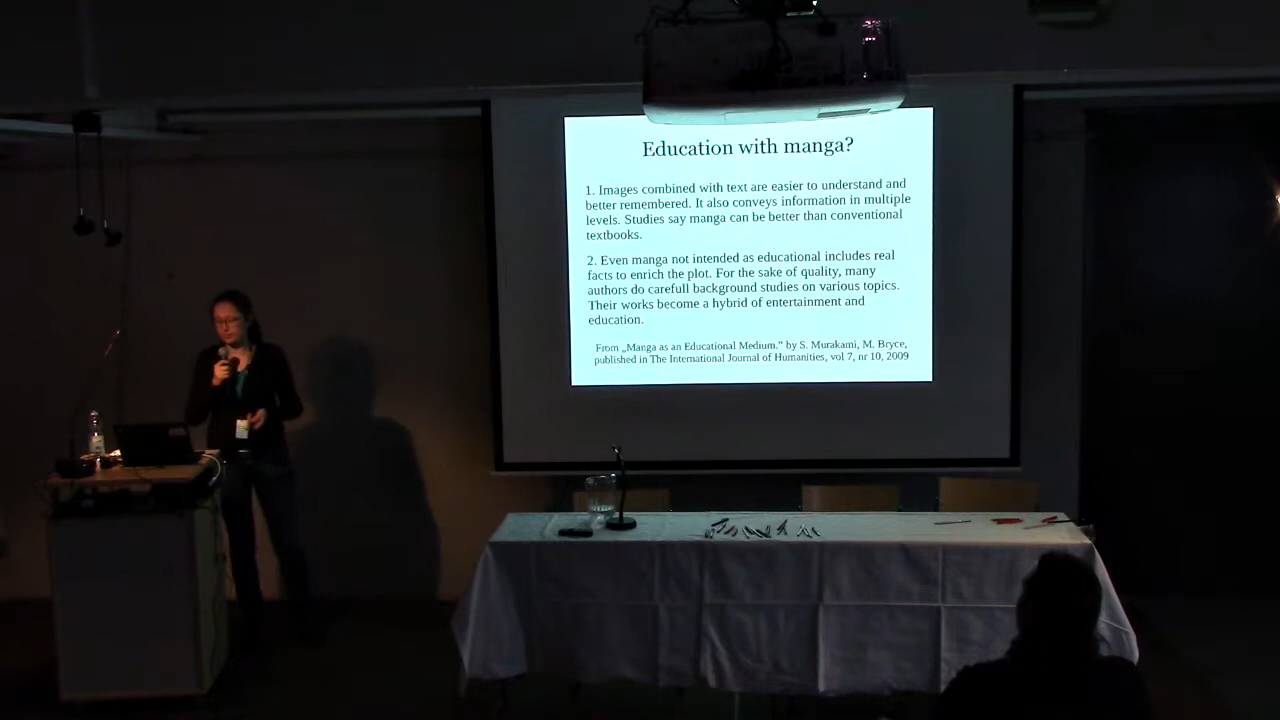 Education with manga?
1. Images combined with text are easier to understand and
better remembered. It also conveys information in multiple
levels. Studies say manga can be better than conventional
textbooks.
2. Even manga not intended as educational includes real
facts to enrich the plot. For the sake of quality, many
authors do carefull background studies on various topics.
Their works become a hybrid of entertainment and
education.
From „Manga as an Educational Medium.” by S. Murakami, M. Bryce,
published in The International Journal of Humanities, vol 7, nr 10, 2009